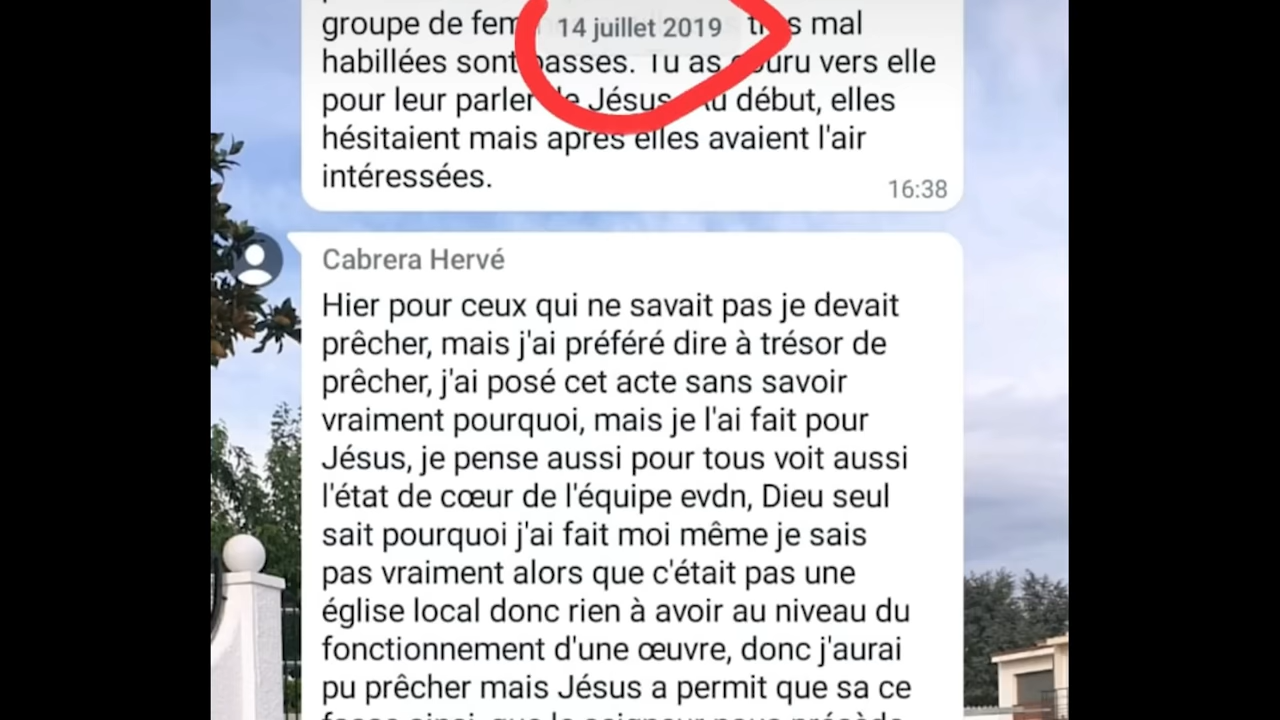 groupe de fem 14 juillet 2019 mal
habillées sont passés. Tu as couru vers elle
pour leur parler de Jésus. Au début, elles
hésitaient mais après elles avaient l'air
intéressées.
16:38
Cabrera Hervé
Hier pour ceux qui ne savait pas je devait
prêcher, mais j'ai préféré dire à trésor de
prêcher, j'ai posé cet acte sans savoir
vraiment pourquoi, mais je l'ai fait pour
Jésus, je pense aussi pour tous voit aussi
l'état de cœur de l'équipe evdn, Dieu seul
sait pourquoi j'ai fait moi même je sais
pas vraiment alors que c'était pas une
église local donc rien à avoir au niveau du
fonctionnement d'une œuvre, donc j'aurai
pu prêcher mais Jésus a permit que sa ce